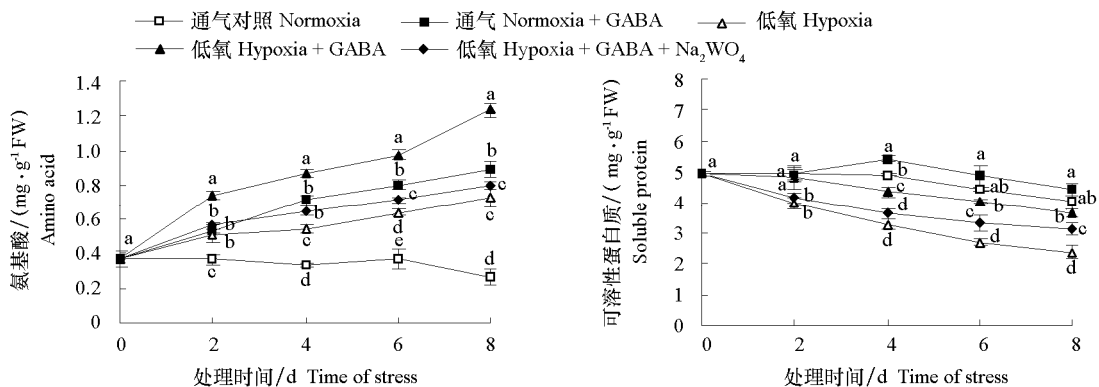 通气对照 Normoxia 通气 Normoxia + GABA 低氧 Hypoxia
低氧 Hypoxia + GABA 低氧 Hypoxia + GABA + Na₂WO₄
氨基酸/(mg·g⁻¹FW)
Amino acid
1.4
1.2
1.0
0.8
0.6
0.4
0.2
0
a
a
b
b
b
c
a
b
b
c
d
a
b
c
d
e
a
b
c
c
d
0 2 4 6 8
处理时间/d Time of stress
可溶性蛋白质/(mg·g⁻¹FW)
Soluble protein
8
7
6
5
4
3
2
1
0
a
a
a
a
b
b
a
b
c
d
d
a
ab
b
c
d
a
ab
b
c
d
0 2 4 6 8
处理时间/d Time of stress